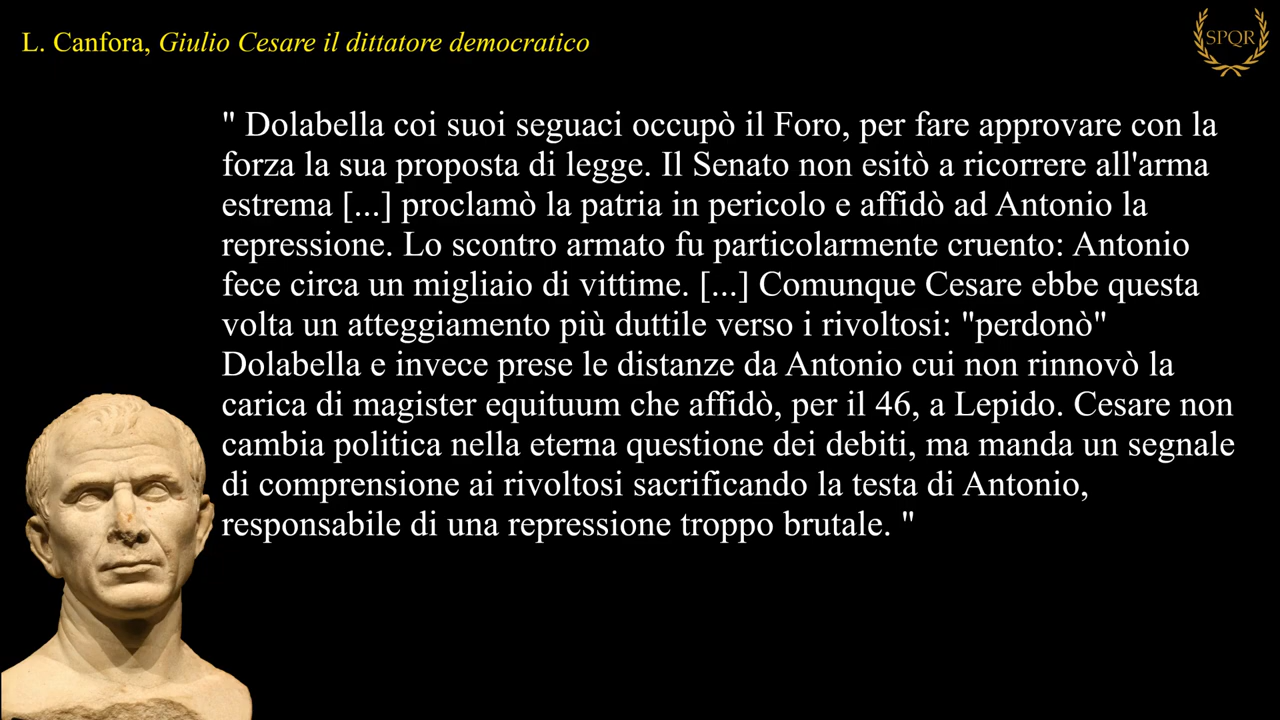 L. Canfora, Giulio Cesare il dittatore democratico
SPQR
" Dolabella coi suoi seguaci occupò il Foro, per fare approvare con la
forza la sua proposta di legge. Il Senato non esitò a ricorrere all'arma
estrema [...] proclamò la patria in pericolo e affidò ad Antonio la
repressione. Lo scontro armato fu particolarmente cruento: Antonio
fece circa un migliaio di vittime. [...] Comunque Cesare ebbe questa
volta un atteggiamento più duttile verso i rivoltosi: "perdonò"
Dolabella e invece prese le distanze da Antonio cui non rinnovò la
carica di magister equituum che affidò, per il 46, a Lepido. Cesare non
cambia politica nella eterna questione dei debiti, ma manda un segnale
di comprensione ai rivoltosi sacrificando la testa di Antonio,
responsabile di una repressione troppo brutale. "